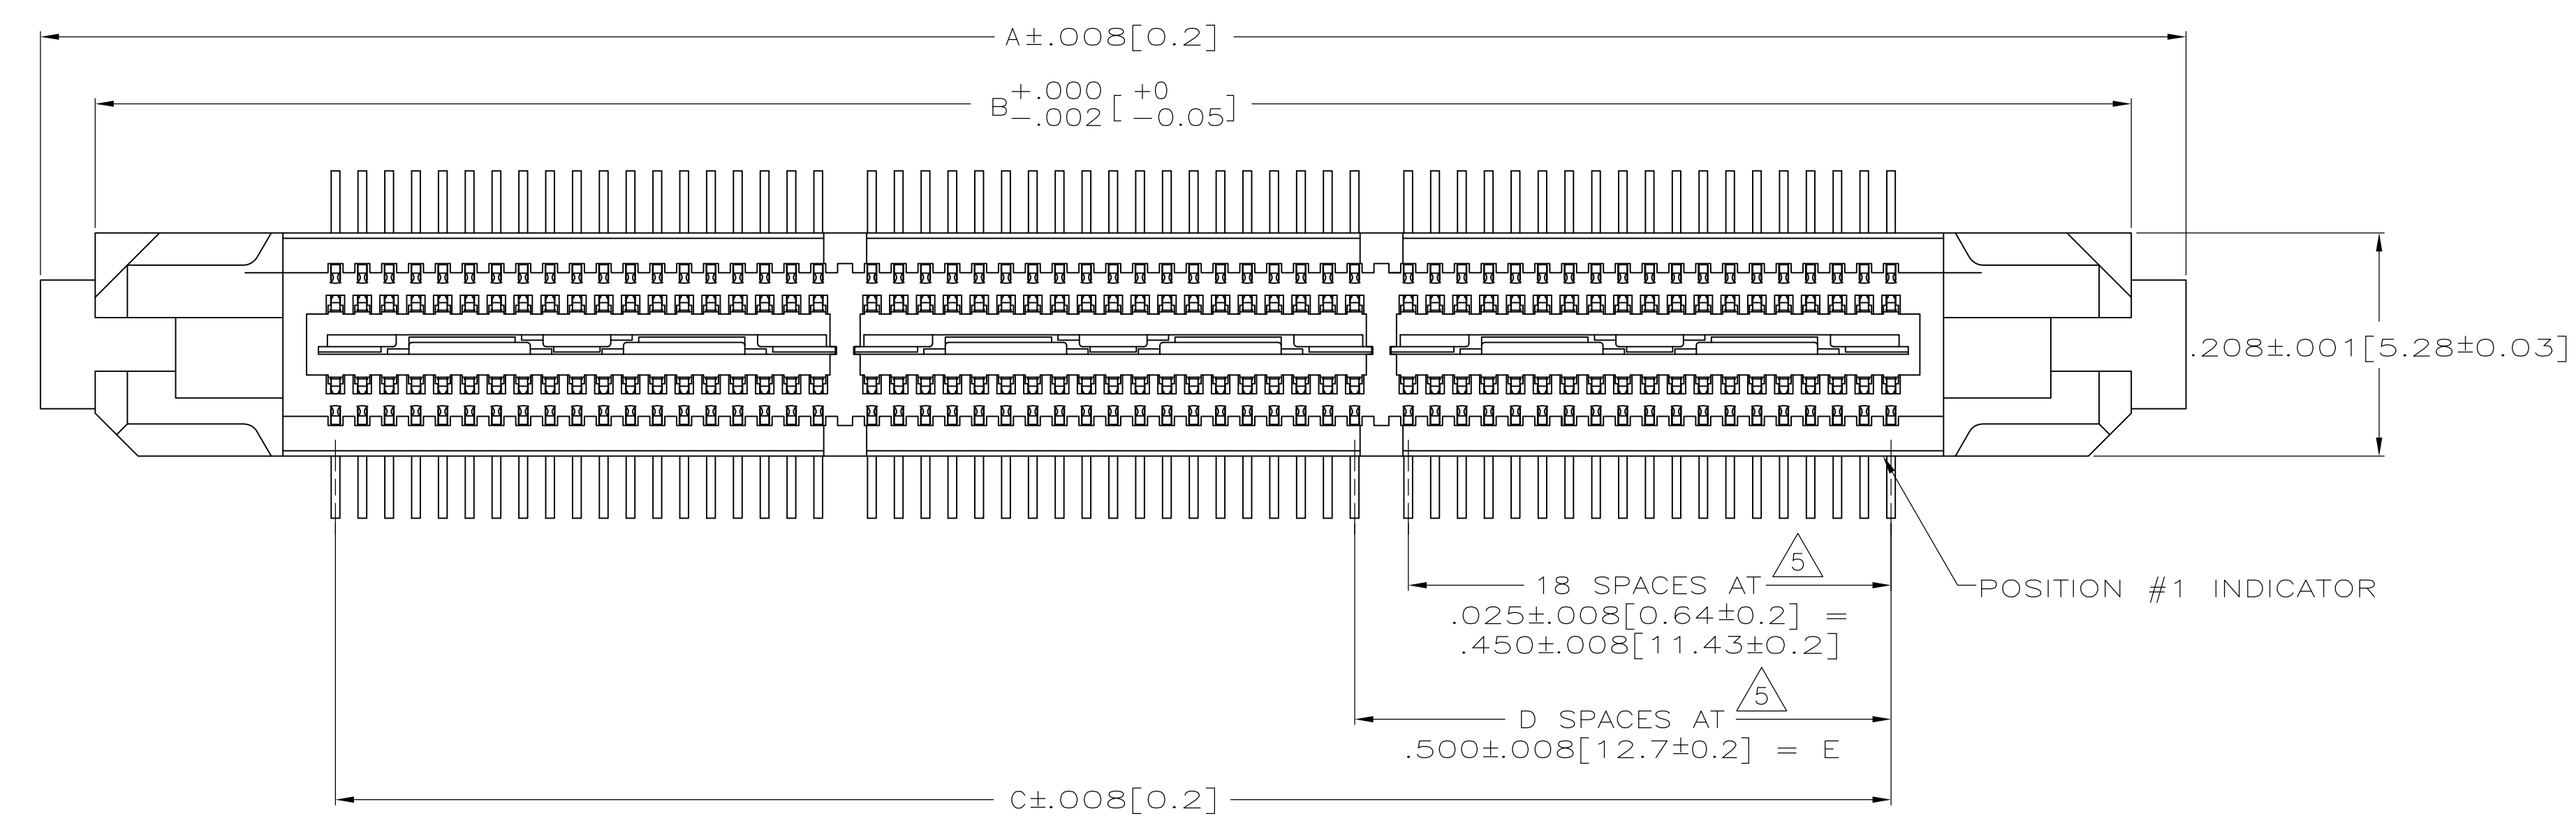 A±.008[0.2]
B +.000 -.002 [ +0 -0.05]
.208±.001[5.28±0.03]
5
18 SPACES AT
.025±.008[0.64±0.2] =
.450±.008[11.43±0.2]
POSITION #1 INDICATOR
5
D SPACES AT
.500±.008[12.7±0.2] = E
C±.008[0.2]